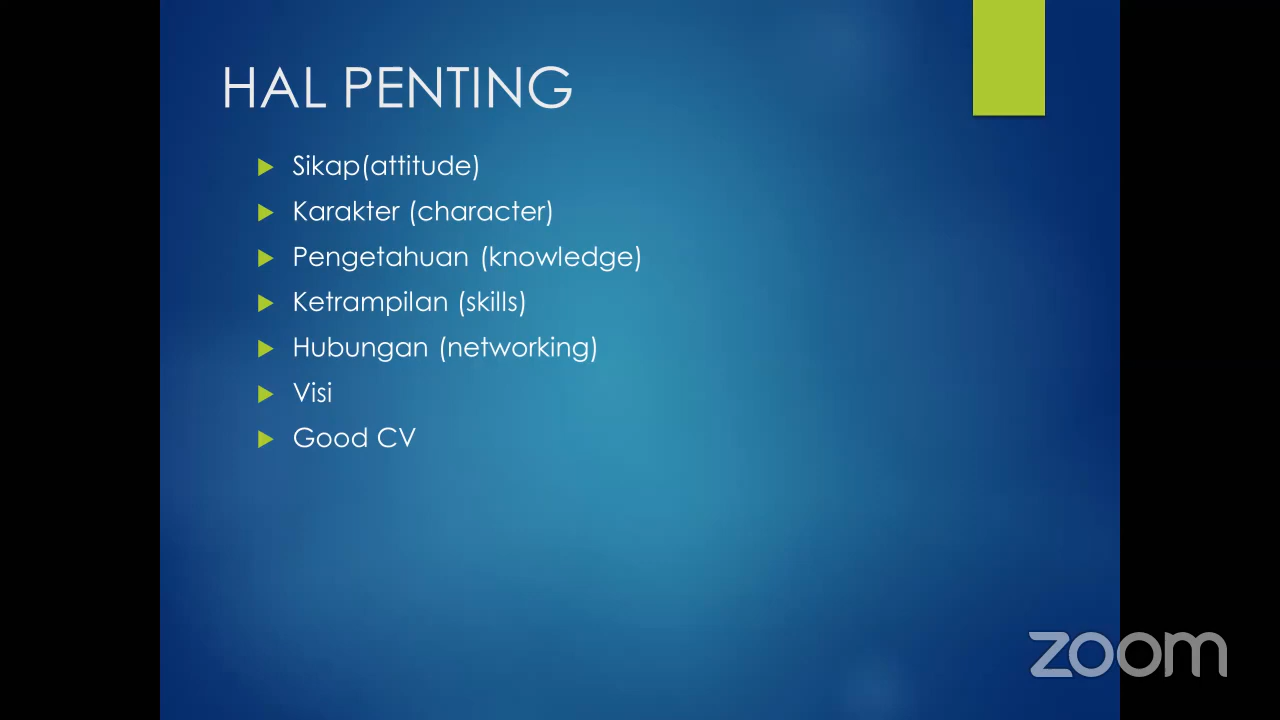 HAL PENTING
Sikap(attitude)
Karakter (character)
Pengetahuan (knowledge)
Ketrampilan (skills)
Hubungan (networking)
Visi
Good CV
zoom